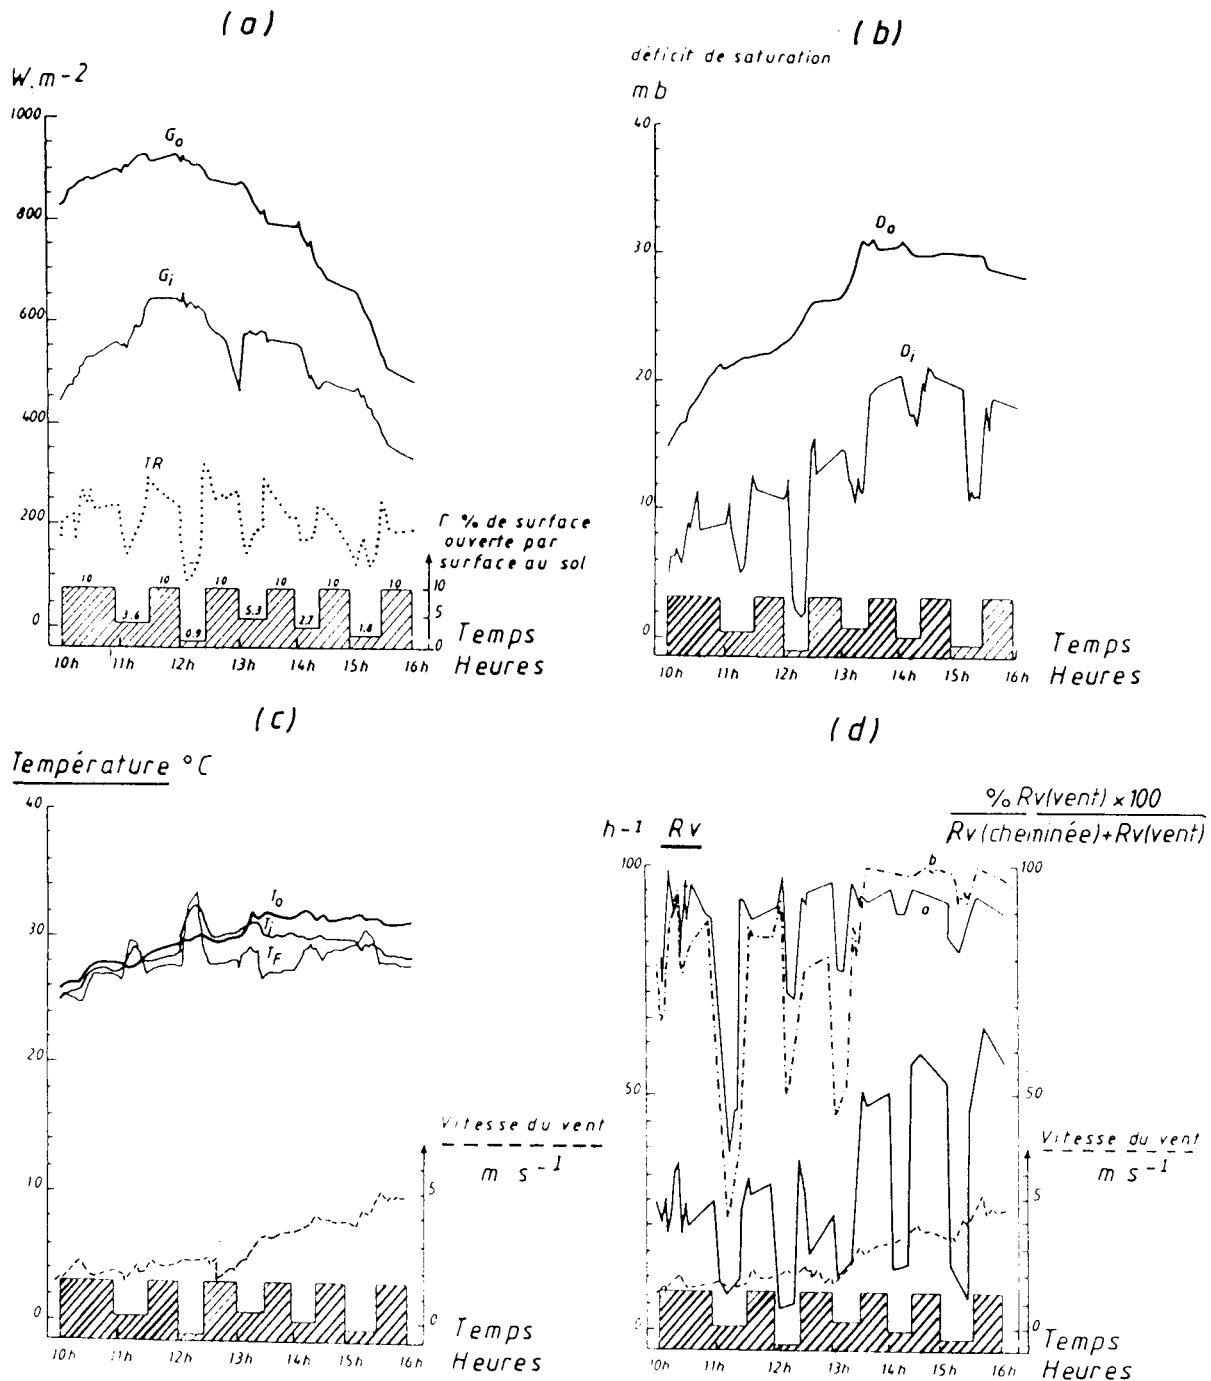 (a)
W.m-2
1000
800
600
400
200
0
Go
Gi
TR
r % de surface
ouverte par
surface au sol
10
5
0
10 3.6 10 0.9 10 5.3 10 2.7 10 1.8 10
10h 11h 12h 13h 14h 15h 16h
Temps
Heures
(b)
déficit de saturation
mb
40
30
20
10
0
Do
Di
10h 11h 12h 13h 14h 15h 16h
Temps
Heures
(c)
Température °C
40
30
20
10
0
To
Ti
TF
Vitesse du vent
m s-1
5
0
10h 11h 12h 13h 14h 15h 16h
Temps
Heures
(d)
h-1 Rv
% Rv(vent) x100
Rv(cheminée)+Rv(vent)
100
50
0
b
a
100
50
Vitesse du vent
m s-1
5
0
10h 11h 12h 13h 14h 15h 16h
Temps
Heures